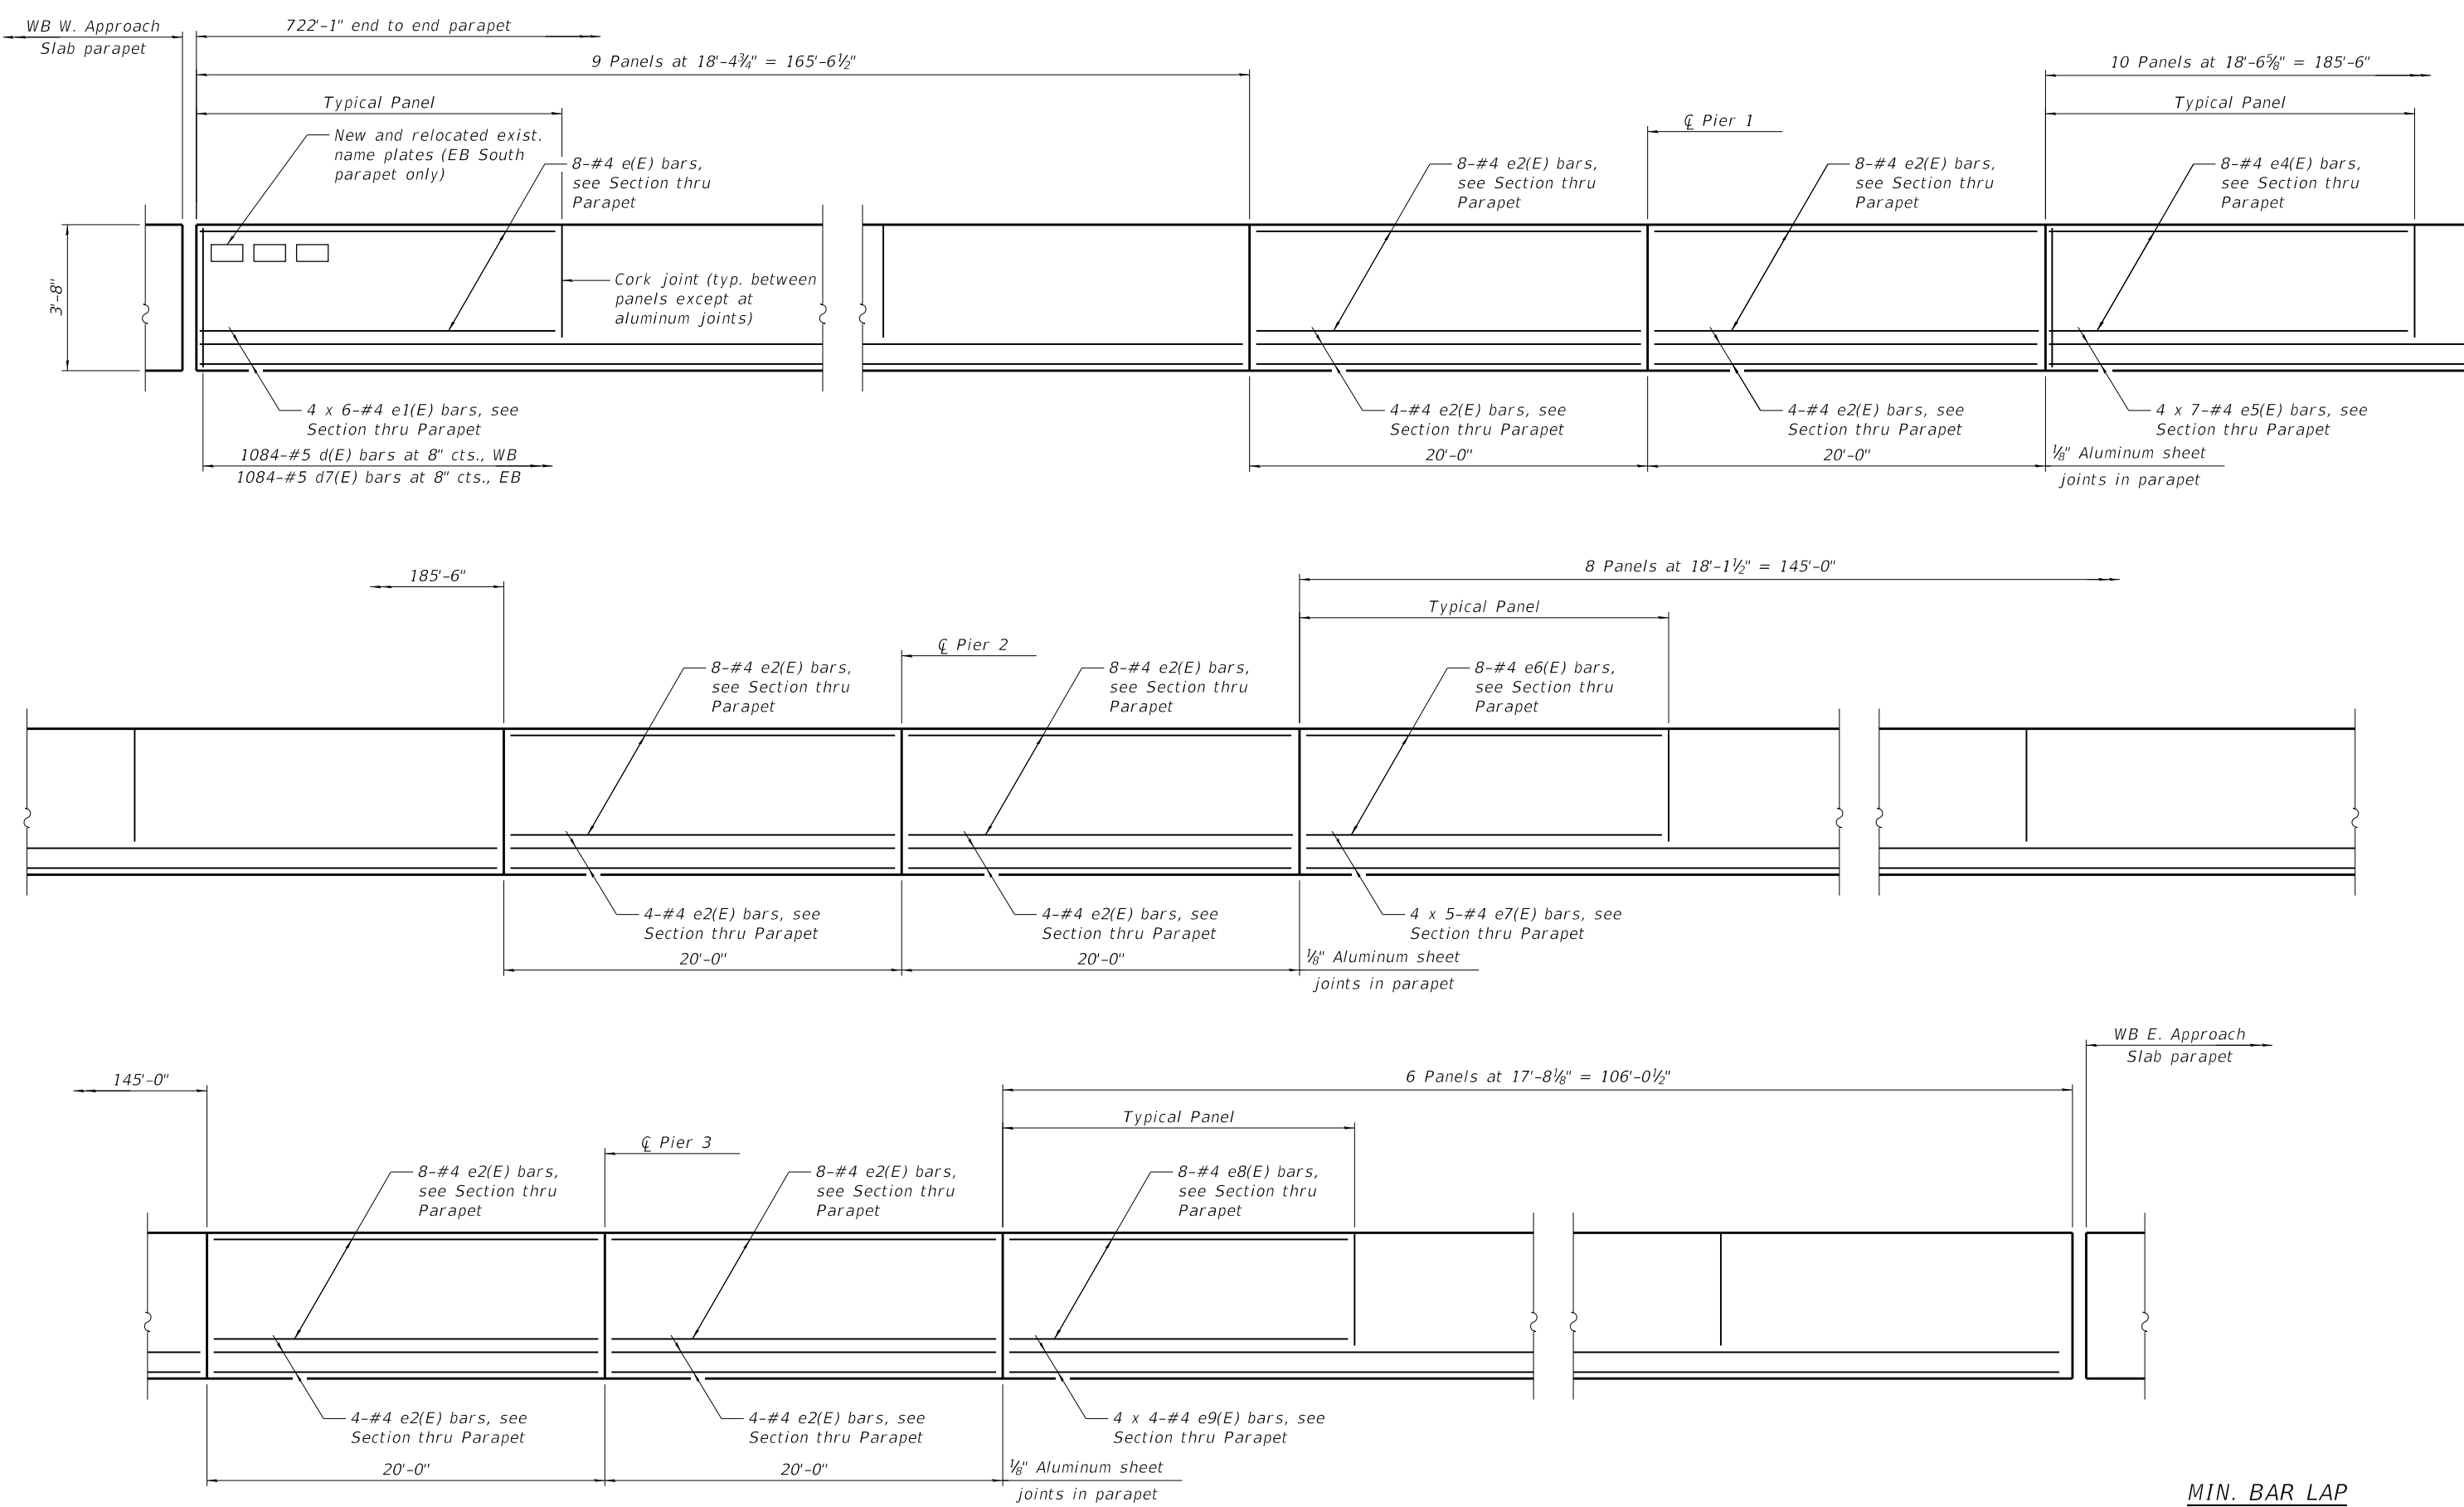 WB W. Approach
Slab parapet
722'-1" end to end parapet
9 Panels at 18'-4¾" = 165'-6½"
10 Panels at 18'-6⅝" = 185'-6"
Typical Panel
Typical Panel
℄ Pier 1
New and relocated exist.
name plates (EB South
parapet only)
8-#4 e(E) bars,
see Section thru
Parapet
8-#4 e2(E) bars,
see Section thru
Parapet
8-#4 e2(E) bars,
see Section thru
Parapet
8-#4 e4(E) bars,
see Section thru
Parapet
3'-8"
Cork joint (typ. between
panels except at
aluminum joints)
4 x 6-#4 e1(E) bars, see
Section thru Parapet
4-#4 e2(E) bars, see
Section thru Parapet
4-#4 e2(E) bars, see
Section thru Parapet
4 x 7-#4 e5(E) bars, see
Section thru Parapet
1084-#5 d(E) bars at 8" cts., WB
1084-#5 d7(E) bars at 8" cts., EB
20'-0"
20'-0"
⅛" Aluminum sheet
joints in parapet
185'-6"
8 Panels at 18'-1½" = 145'-0"
Typical Panel
℄ Pier 2
8-#4 e2(E) bars,
see Section thru
Parapet
8-#4 e2(E) bars,
see Section thru
Parapet
8-#4 e6(E) bars,
see Section thru
Parapet
4-#4 e2(E) bars, see
Section thru Parapet
4-#4 e2(E) bars, see
Section thru Parapet
4 x 5-#4 e7(E) bars, see
Section thru Parapet
20'-0"
20'-0"
⅛" Aluminum sheet
joints in parapet
WB E. Approach
Slab parapet
145'-0"
6 Panels at 17'-8⅛" = 106'-0½"
Typical Panel
℄ Pier 3
8-#4 e2(E) bars,
see Section thru
Parapet
8-#4 e2(E) bars,
see Section thru
Parapet
8-#4 e8(E) bars,
see Section thru
Parapet
4-#4 e2(E) bars, see
Section thru Parapet
4-#4 e2(E) bars, see
Section thru Parapet
4 x 4-#4 e9(E) bars, see
Section thru Parapet
20'-0"
20'-0"
⅛" Aluminum sheet
joints in parapet
MIN. BAR LAP